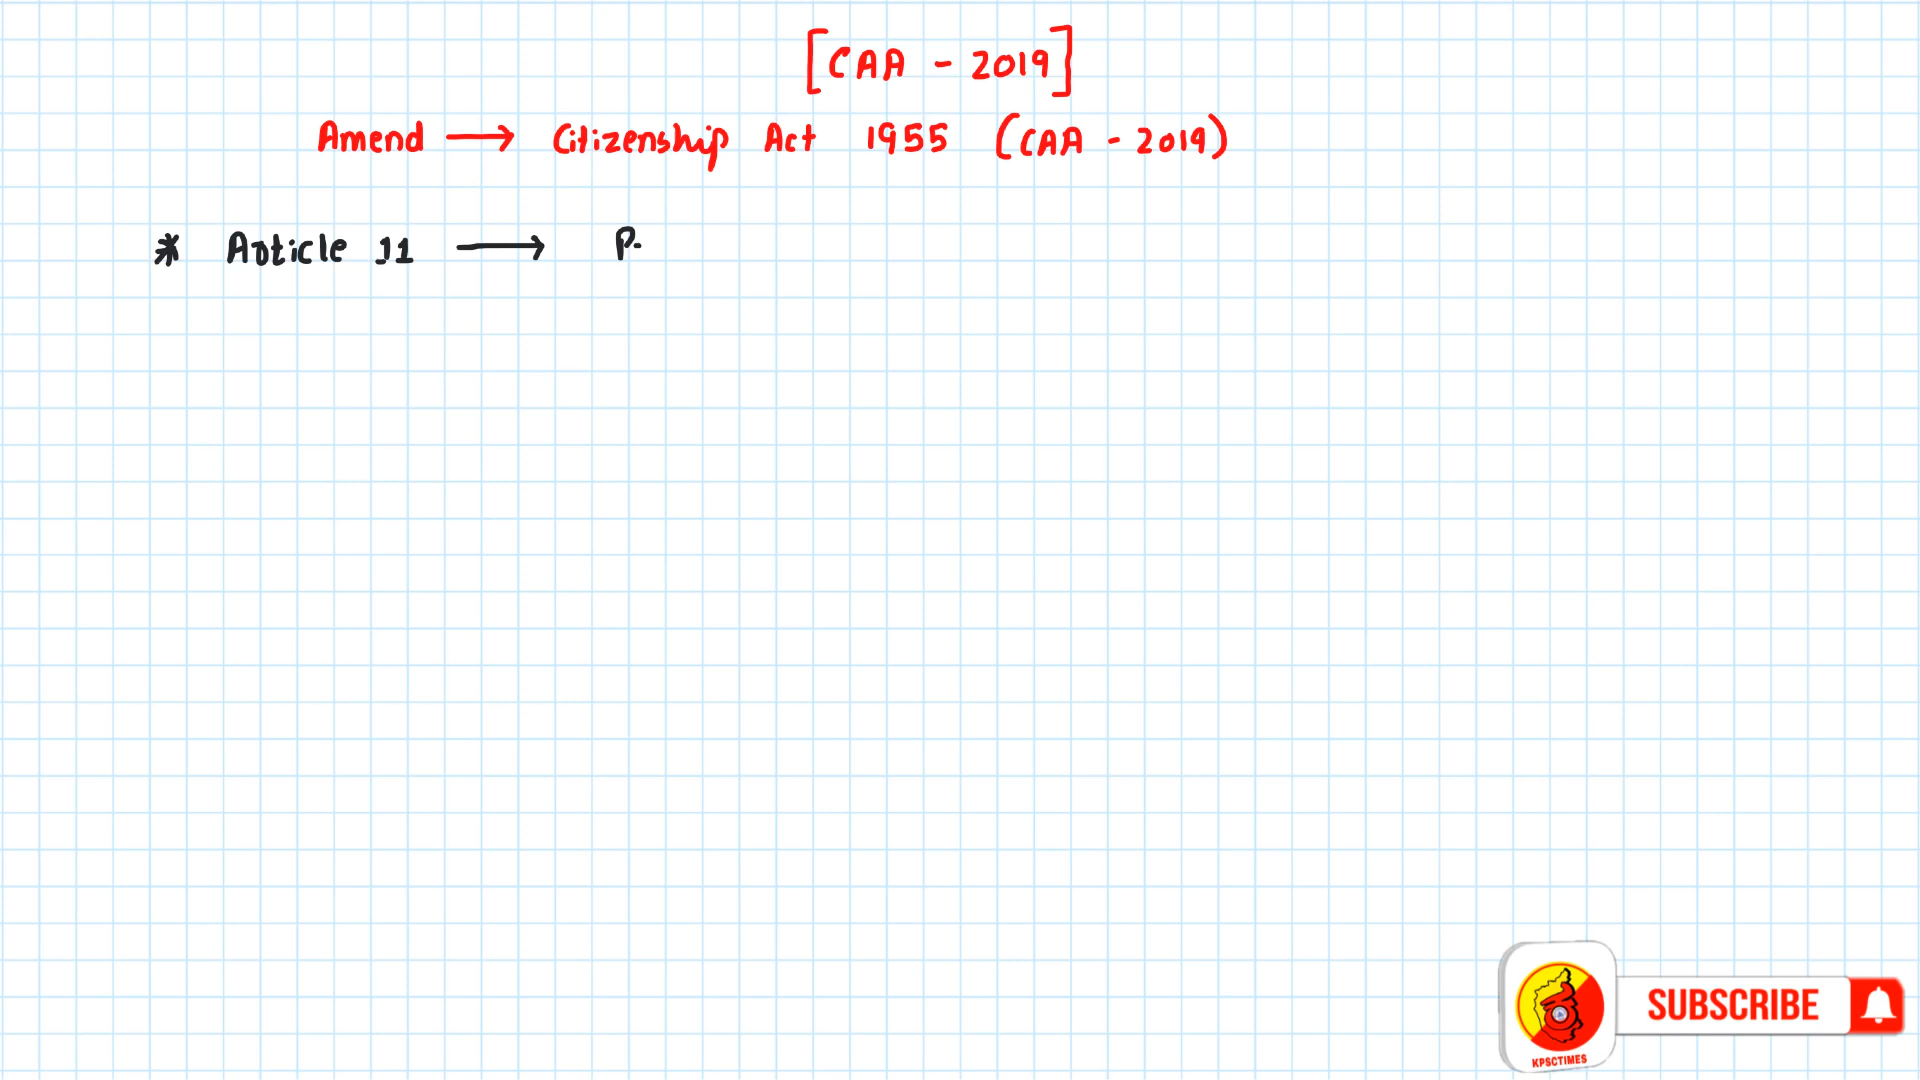 [CAA - 2019]
Amend → Citizenship Act 1955 (CAA - 2019)
* Article 11 → P
SUBSCRIBE
KPSCTIMES